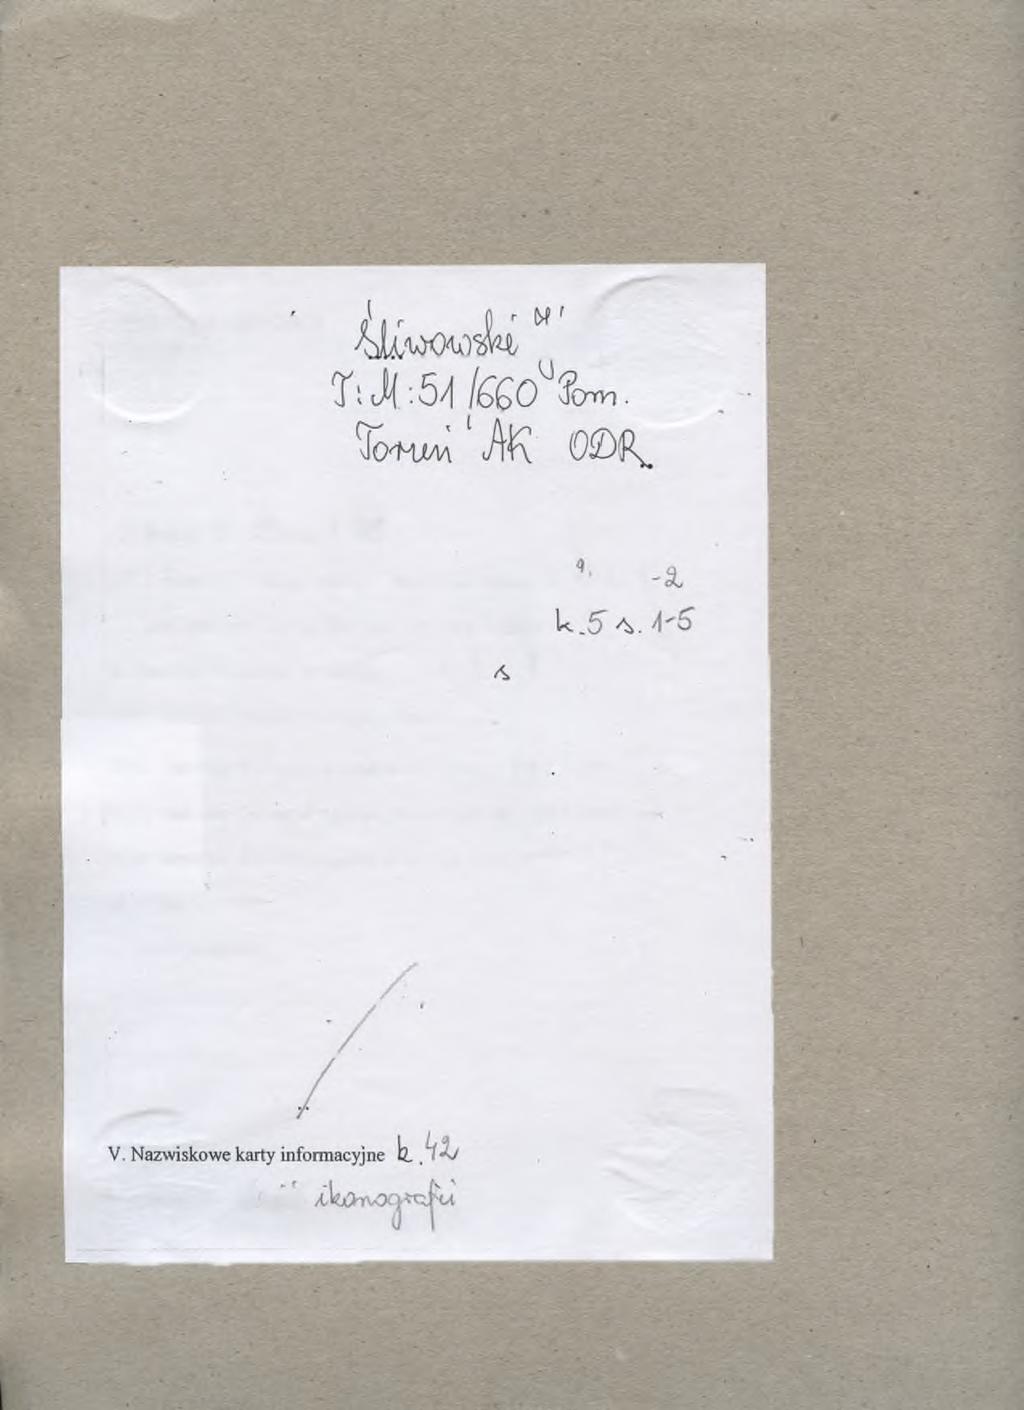 Śliwowski
T: M: 51/660 Pom.
Toruń AK ODR.
-2
k. 5 s. 1-5
s
V. Nazwiskowe karty informacyjne k. 42
ikonografii